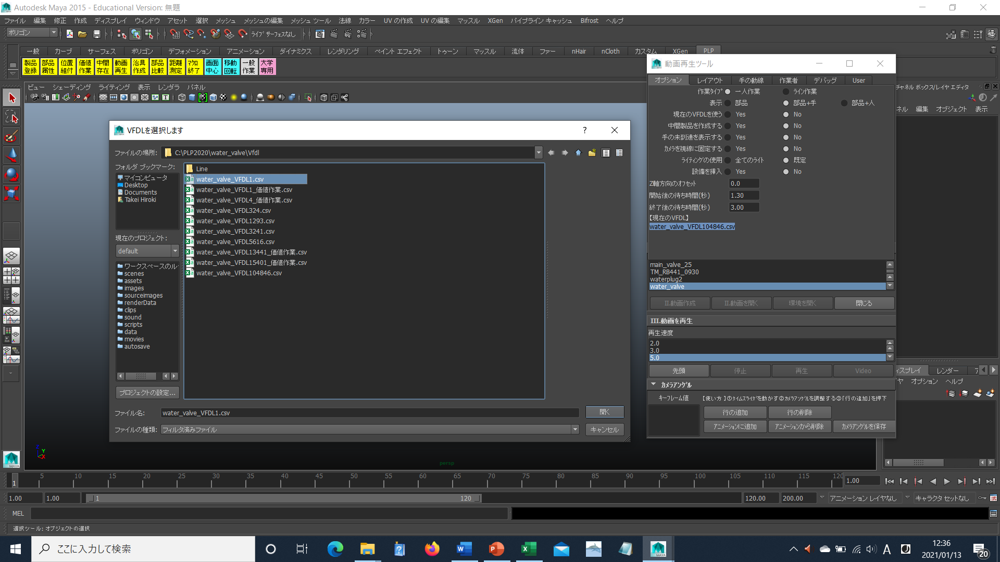 Autodesk Maya 2015 - Educational Version: 無題
ファイル 編集 修正 作成 ディスプレイ ウィンドウ アセット 選択 メッシュ メッシュの編集 メッシュ ツール 法線 カラー UV の作成 UV の編集 マッスル XGen パイプライン キャッシュ Bifrost ヘルプ
ポリゴン ライブ サーフェスなし
一般 カーブ サーフェス ポリゴン デフォメーション アニメーション ダイナミクス レンダリング ペイント エフェクト トゥーン マッスル 流体 ファー nHair nCloth カスタム XGen PLP
製品 部品 位置 価値 中間 動画 治具 部品 距離 マクロ 画面 移動 一般 大学
登録 属性 組付 作業 存在 再生 作成 比較 測定 終了 中心 回転 作業 専用
ビュー シェーディング ライティング 表示 レンダラ パネル
VFDLを選択します
ファイルの場所: C:\PLP2020\water_valve\Vfdl
フォルダ ブックマーク:
マイコンピュータ
Desktop
Documents
Takei Hiroki
現在のプロジェクト:
default
ワークスペースのル
scenes
assets
images
sourceimages
renderData
clips
sound
scripts
data
movies
autosave
プロジェクトの設定...
Line
water_valve_VFDL1.csv
water_valve_VFDL1_価値作業.csv
water_valve_VFDL4_価値作業.csv
water_valve_VFDL324.csv
water_valve_VFDL1293.csv
water_valve_VFDL3241.csv
water_valve_VFDL5616.csv
water_valve_VFDL13441_価値作業.csv
water_valve_VFDL15401_価値作業.csv
water_valve_VFDL104846.csv
ファイル名: water_valve_VFDL1.csv 開く
ファイルの種類: フィルタ済みファイル キャンセル
動画再生ツール
オプション レイアウト 手の動線 作業者 デバッグ User
作業タイプ 一人作業 ライン作業
表示 部品 部品+手 部品+人
現在のVFDLを使う Yes No
中間製品を作成する Yes No
手の未到達を表示する Yes No
カメラを視線に固定する Yes No
ライティングの使用 全てのライト 既定
設備を挿入 Yes No
Z軸方向のオフセット 0.0
開始後の待ち時間(秒) 1.30
終了後の待ち時間(秒) 3.00
【現在のVFDL】
water_valve_VFDL104846.csv
main_valve_25
TM_RB441_0930
waterplug2
water_valve
II.動画作成 II.動画を開く 環境を開く 閉じる
III.動画を再生
再生速度
2.0
3.0
5.0
先頭 停止 再生 Video
カメラアングル
キーフレーム値 【使い方】①タイムスライダを動かす②カメラアングルを調整する③「行の追加」を押下
行の追加 行の削除
アニメーションに追加 アニメーションから削除 カメラアングルを保存
チャネル ボックス/レイヤ エディタ
ネル 編集 オブジェクト 表示
ィスプレイ レンダー
ヤ オプション ヘルプ
persp
Y
X
MAYA
5 10 15 20 25 30 35 40 45 50 55 60 65 70 75 80 85 90 95 100 105 110 115 120
1 1.00
1.00 1.00 1 120 120.00 200.00 アニメーション レイヤなし キャラクタ セットなし
MEL
選択ツール: オブジェクトの選択
ここに入力して検索
A
12:36
2021/01/13
20